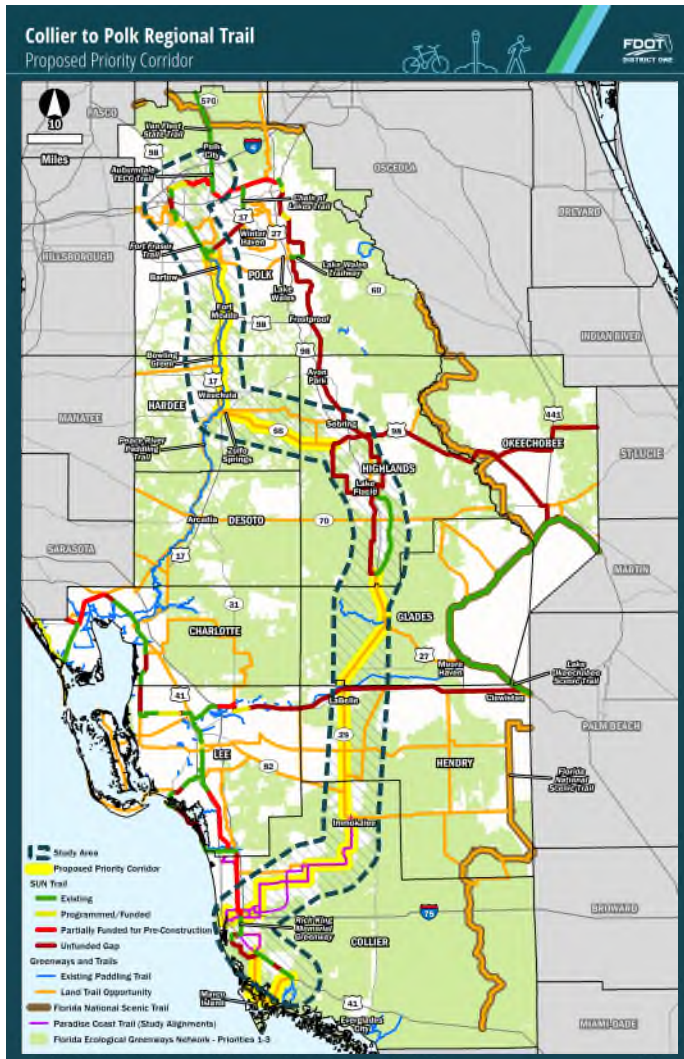 Collier to Polk Regional Trail
Proposed Priority Corridor
FDOT
DISTRICT ONE
10
Miles
PASCO
570
Van Fleet
State Trail
Polk
City
98
4
OSCEOLA
Auburndale
TECO Trail
Chain of
Lakes Trail
BREVARD
17
27
Winter
Haven
HILLSBOROUGH
Fort Fraser
Trail
Bartow
POLK
Lake
Wales
Lake Wales
Trailway
60
Fort
Meade
98
Frostproof
INDIAN RIVER
98
Bowling
Green
Avon
Park
17
Wauchula
441
HARDEE
MANATEE
Sebring
98
66
OKEECHOBEE
ST LUCIE
Peace River
Paddling
Trail
Zolfo
Springs
HIGHLANDS
Lake
Placid
Arcadia
DESOTO
70
SARASOTA
17
MARTIN
31
GLADES
CHARLOTTE
27
Moore
Haven
Lake
Okeechobee
Scenic Trail
41
LaBelle
Clewiston
PALM BEACH
29
LEE
HENDRY
82
Florida
National
Scenic Trail
Immokalee
Study Area
Proposed Priority Corridor
SUN Trail
Existing
Programmed/Funded
Partially Funded for Pre-Construction
Unfunded Gap
Greenways and Trails
Existing Paddling Trail
Land Trail Opportunity
Florida National Scenic Trail
Paradise Coast Trail (Study Alignments)
Florida Ecological Greenways Network - Priorities 1-3
Rich King
Memorial
Greenway
75
BROWARD
COLLIER
Marco
Island
41
Everglades
City
MIAMI-DADE